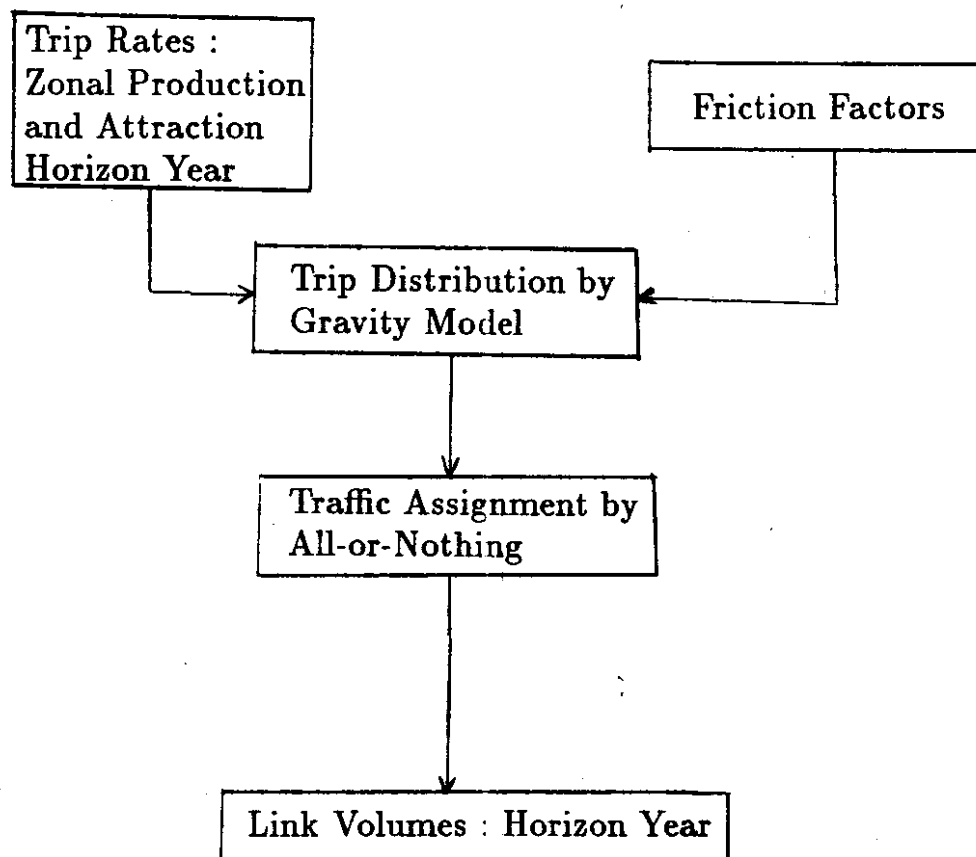 Trip Rates :
Zonal Production
and Attraction
Horizon Year
Friction Factors
Trip Distribution by
Gravity Model
Traffic Assignment by
All-or-Nothing
Link Volumes : Horizon Year